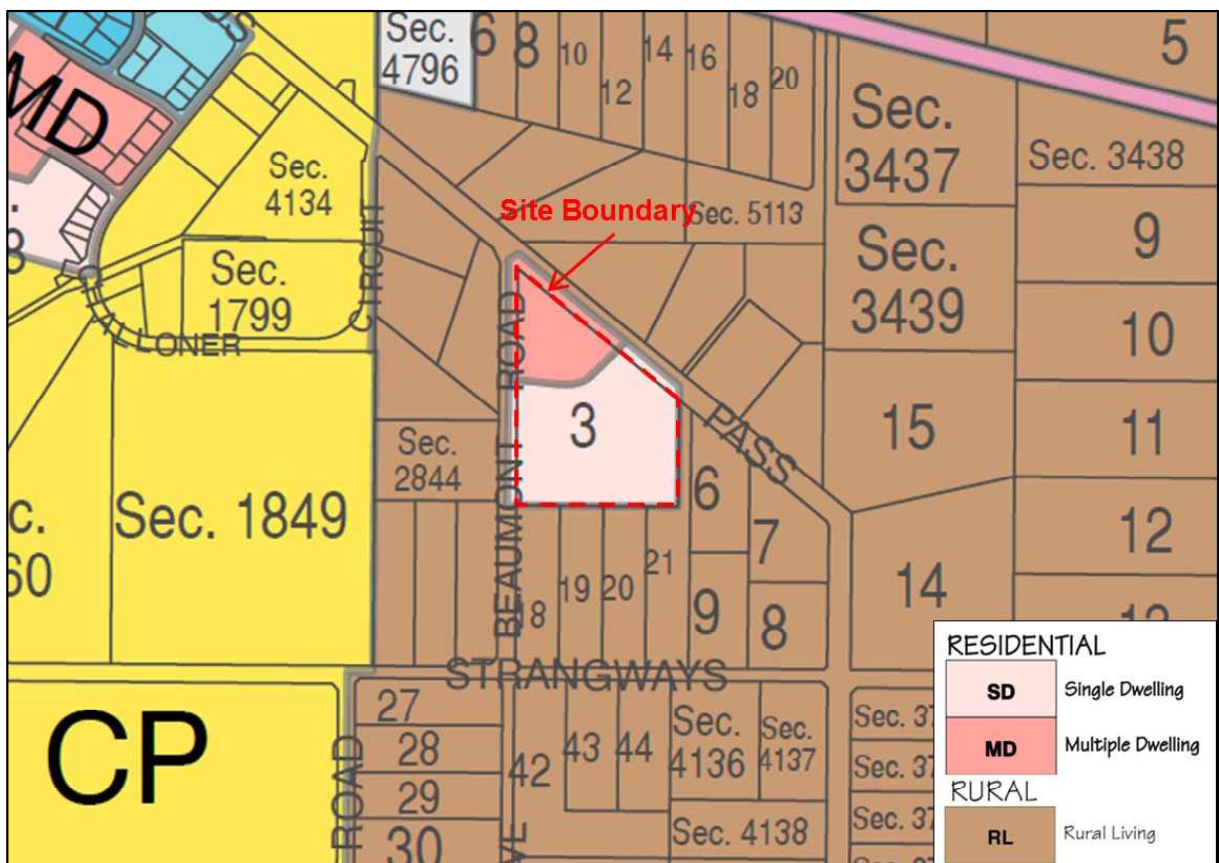 MD
Sec.
4796
6
8
10
12
14
16
18
20
5
Sec.
3437
Sec. 3438
Sec.
4134
CIRCUIT
Site Boundary
Sec. 5113
9
Sec.
1799
Sec.
3439
10
ROAD
3
PASS
15
11
Sec.
2844
BEAUMONT
6
7
12
Sec. 1849
18
19
20
21
9
8
14
STRANGWAYS
CP
27
28
29
30
ROAD
42
43
44
Sec.
4136
Sec.
4137
Sec. 4138
RESIDENTIAL
SD
Single Dwelling
MD
Multiple Dwelling
RURAL
RL
Rural Living